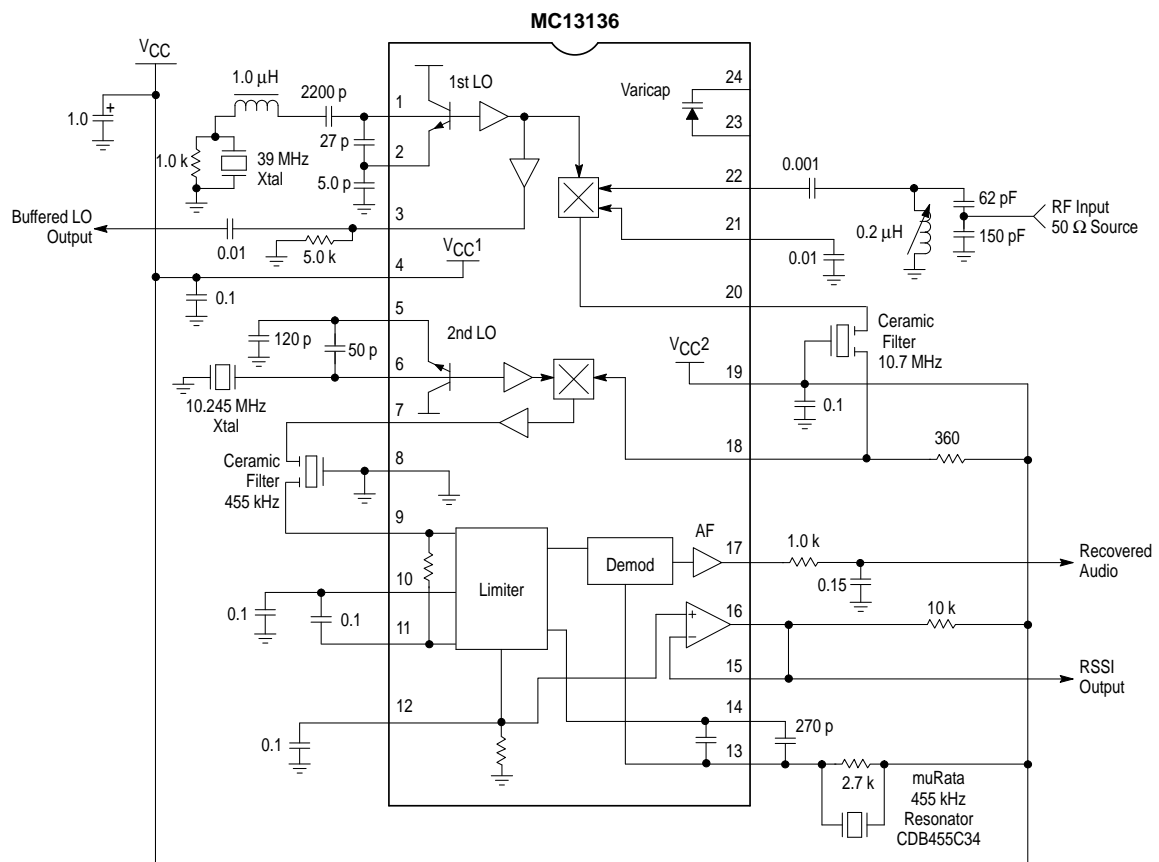 MC13136
VCC
1.0 µH
2200 p
1
1st LO
24
Varicap
23
1.0
+
27 p
2
1.0 k
39 MHz
Xtal
5.0 p
22
0.001
62 pF
RF Input
50 Ω Source
0.2 µH
150 pF
3
Buffered LO
Output
0.01
5.0 k
21
0.01
4
VCC1
0.1
20
Ceramic
Filter
10.7 MHz
5
2nd LO
120 p
50 p
6
VCC2
19
0.1
10.245 MHz
Xtal
7
18
360
Ceramic
Filter
455 kHz
8
9
AF
17
1.0 k
Recovered
Audio
Limiter
Demod
10
0.15
0.1
0.1
11
16
+
–
10 k
15
RSSI
Output
12
14
270 p
0.1
13
2.7 k
muRata
455 kHz
Resonator
CDB455C34